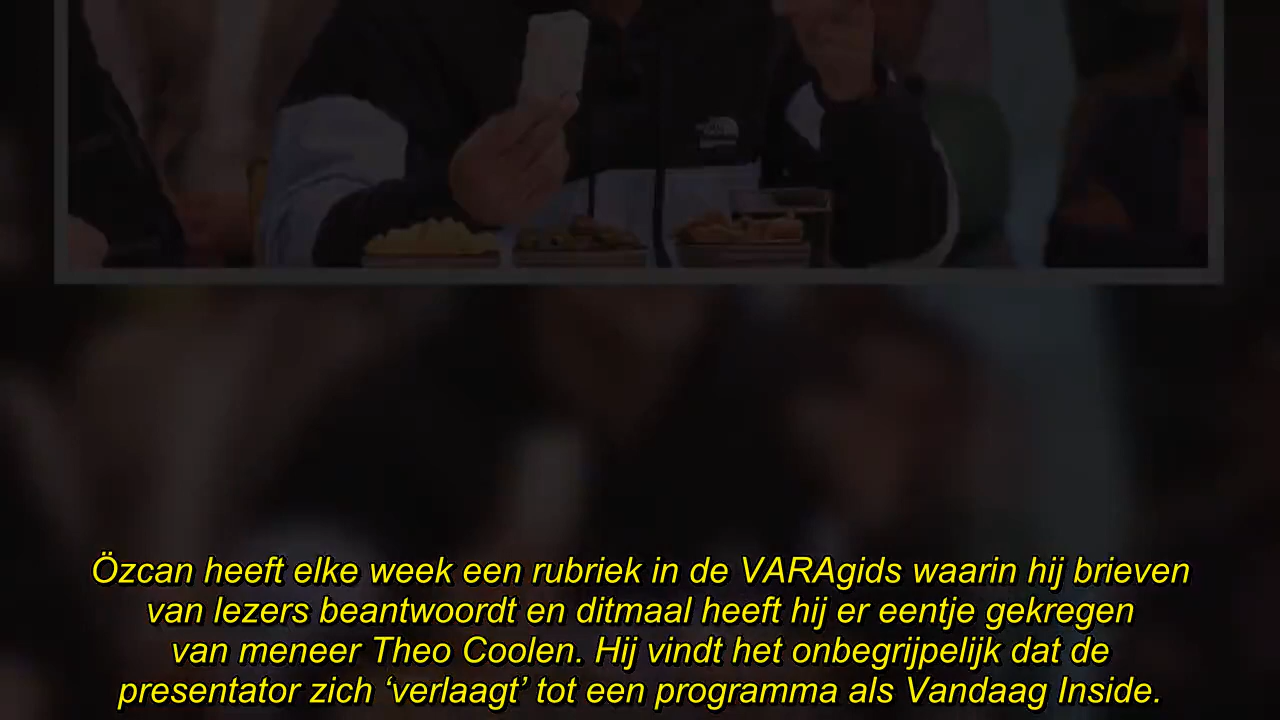 Özcan heeft elke week een rubriek in de VARAgids waarin hij brieven
van lezers beantwoordt en ditmaal heeft hij er eentje gekregen
van meneer Theo Coolen. Hij vindt het onbegrijpelijk dat de
presentator zich ‘verlaagt’ tot een programma als Vandaag Inside.